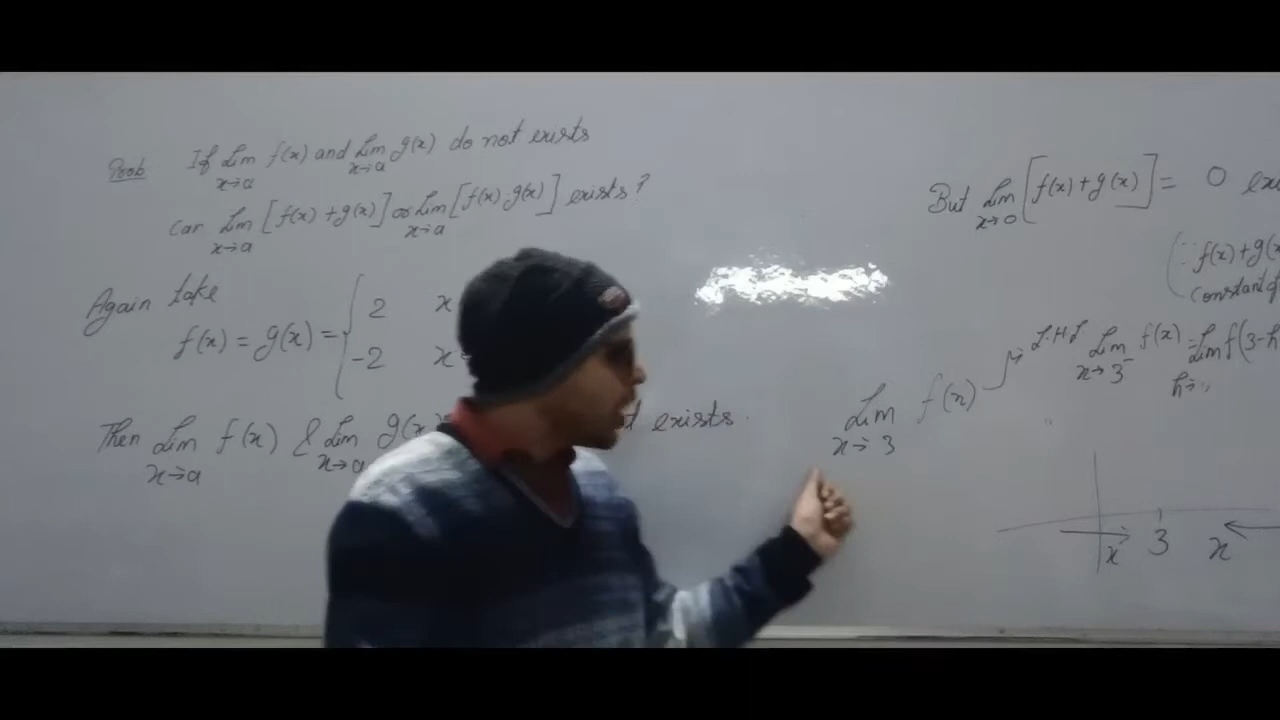 Prob If Lim x→a f(x) and Lim x→a g(x) do not exists
Can Lim x→a [f(x) + g(x)] or Lim x→a [f(x) . g(x)] exists?
Again take
f(x) = g(x) = { 2 x
-2 x
Then Lim x→a f(x) & Lim x→a g(x exists.
But Lim x→0 [f(x) + g(x)] = 0
(∵ f(x) + g(x
constant
Lim x→3 f(x)
L.H.L Lim x→3⁻ f(x) = Lim f(3-h
h→
x 3 x